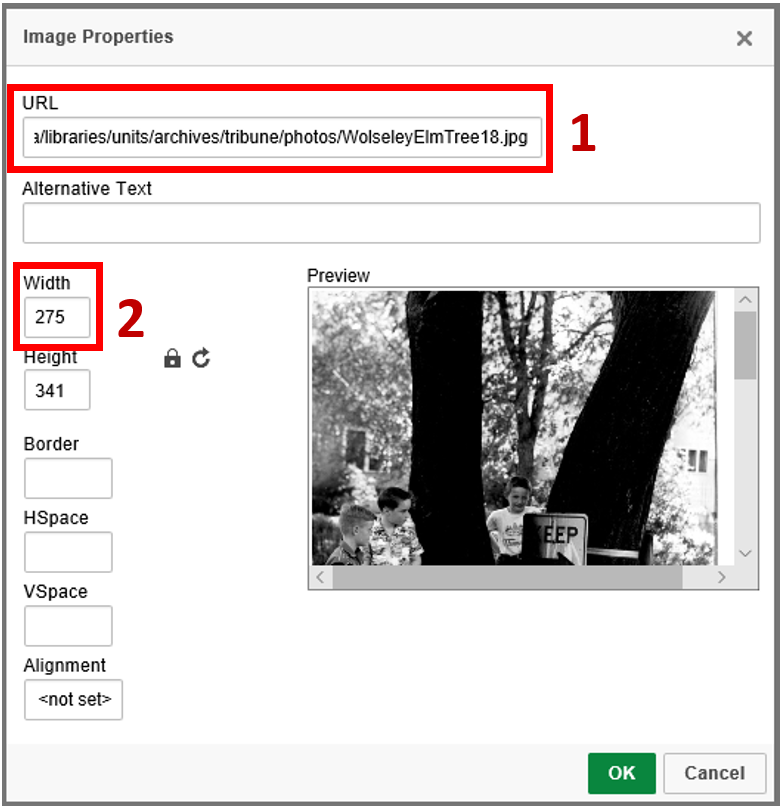 Image Properties
URL
a/libraries/units/archives/tribune/photos/WolseleyElmTree18.jpg
1
Alternative Text
Width
275
2
Height
341
Border
HSpace
VSpace
Alignment
<not set>
Preview
KEEP
OK
Cancel